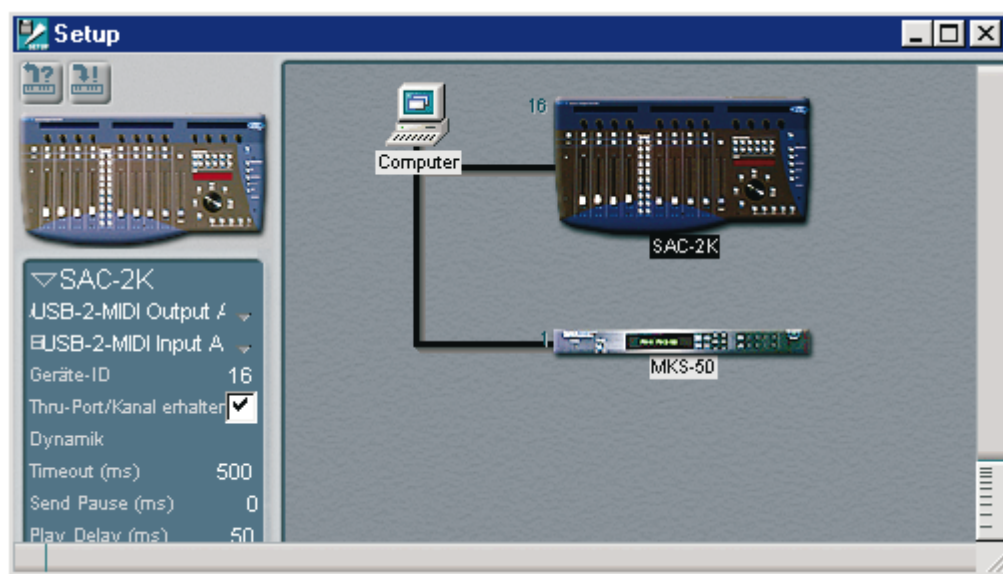 Setup
SAC-2K
USB-2-MIDI Output A
USB-2-MIDI Input A
Geräte-ID 16
Thru-Port/Kanal erhalten
Dynamik
Timeout (ms) 500
Send Pause (ms) 0
Play Delay (ms) 50
Computer
16
SAC-2K
1
MKS-50